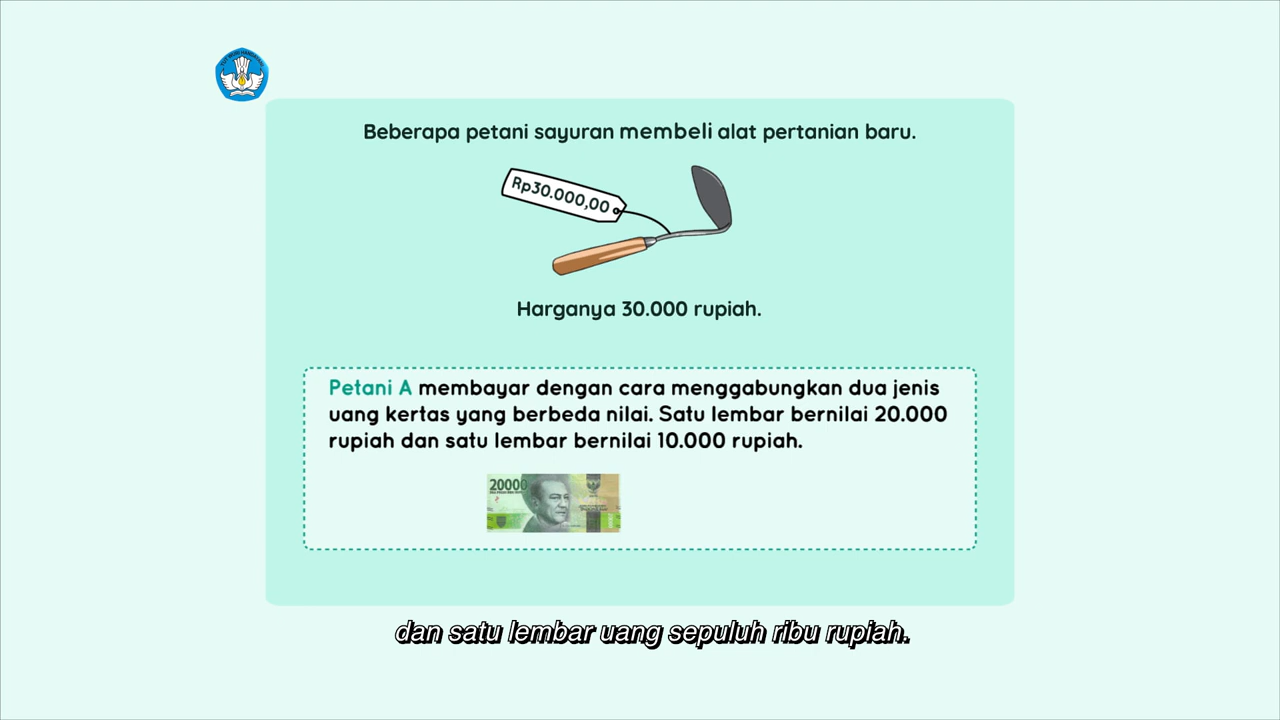 Beberapa petani sayuran membeli alat pertanian baru.
Rp30.000,00
Harganya 30.000 rupiah.
Petani A membayar dengan cara menggabungkan dua jenis
uang kertas yang berbeda nilai. Satu lembar bernilai 20.000
rupiah dan satu lembar bernilai 10.000 rupiah.
20000
dan satu lembar uang sepuluh ribu rupiah.